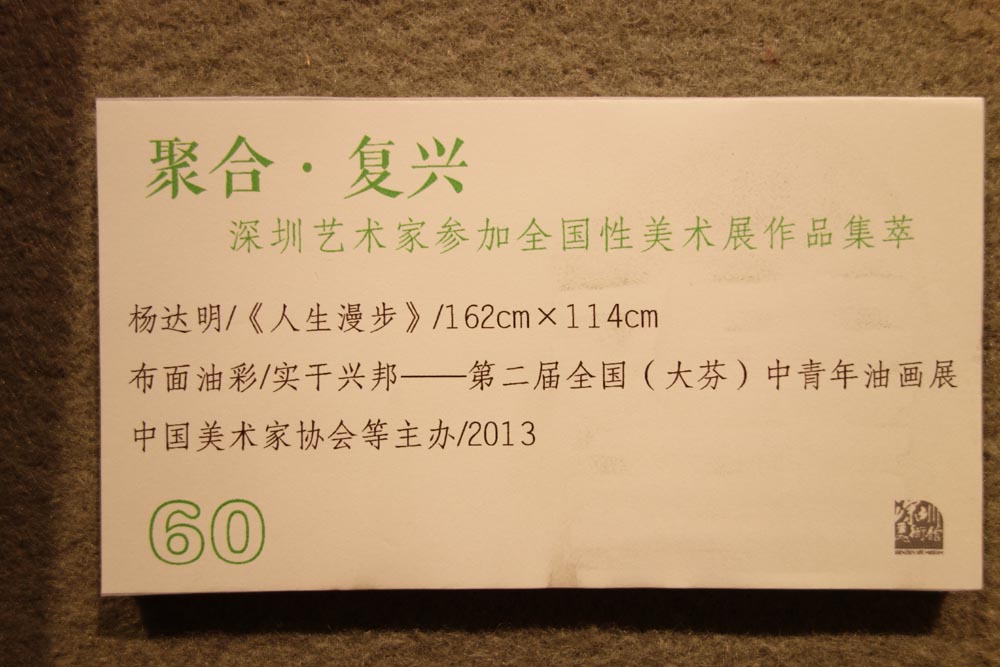 聚合·复兴
深圳艺术家参加全国性美术展作品集萃
杨达明/《人生漫步》/162cm×114cm
布面油彩/实干兴邦——第二届全国（大芬）中青年油画展
中国美术家协会等主办/2013
60